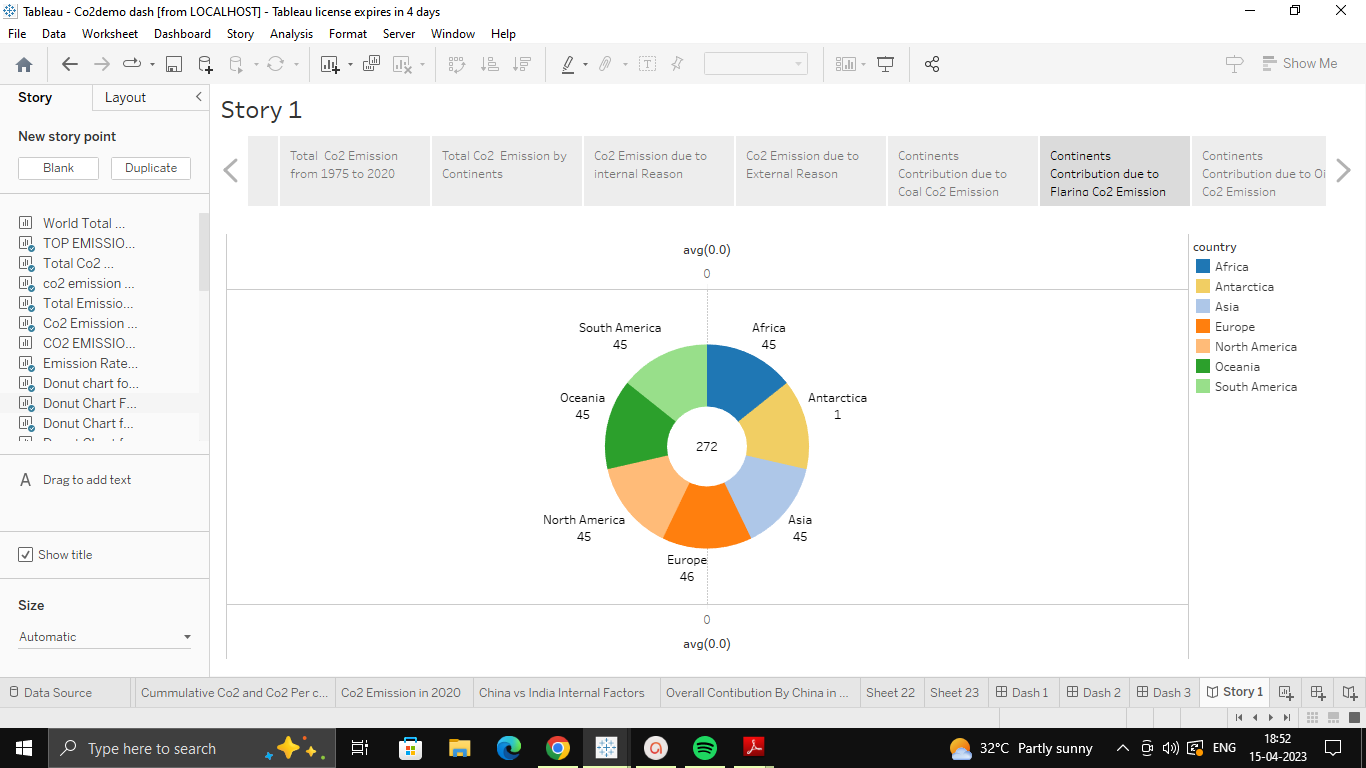 Tableau - Co2demo dash [from LOCALHOST] - Tableau license expires in 4 days
File Data Worksheet Dashboard Story Analysis Format Server Window Help
Show Me
Story Layout
New story point
Blank Duplicate
World Total ...
TOP EMISSIO...
Total Co2 ...
co2 emission ...
Total Emissio...
Co2 Emission ...
CO2 EMISSIO...
Emission Rate...
Donut chart fo...
Donut Chart F...
Donut Chart f...
A Drag to add text
Show title
Size
Automatic
Story 1
Total Co2 Emission
from 1975 to 2020
Total Co2 Emission by
Continents
Co2 Emission due to
internal Reason
Co2 Emission due to
External Reason
Continents
Contribution due to
Coal Co2 Emission
Continents
Contribution due to
Flaring Co2 Emission
Continents
Contribution due to Oi
Co2 Emission
avg(0.0)
0
South America
45
Africa
45
Oceania
45
Antarctica
1
272
North America
45
Asia
45
Europe
46
0
avg(0.0)
country
Africa
Antarctica
Asia
Europe
North America
Oceania
South America
Data Source Cummulative Co2 and Co2 Per c... Co2 Emission in 2020 China vs India Internal Factors Overall Contibution By China in ... Sheet 22 Sheet 23 Dash 1 Dash 2 Dash 3 Story 1
Type here to search
32°C Partly sunny
ENG
18:52
15-04-2023